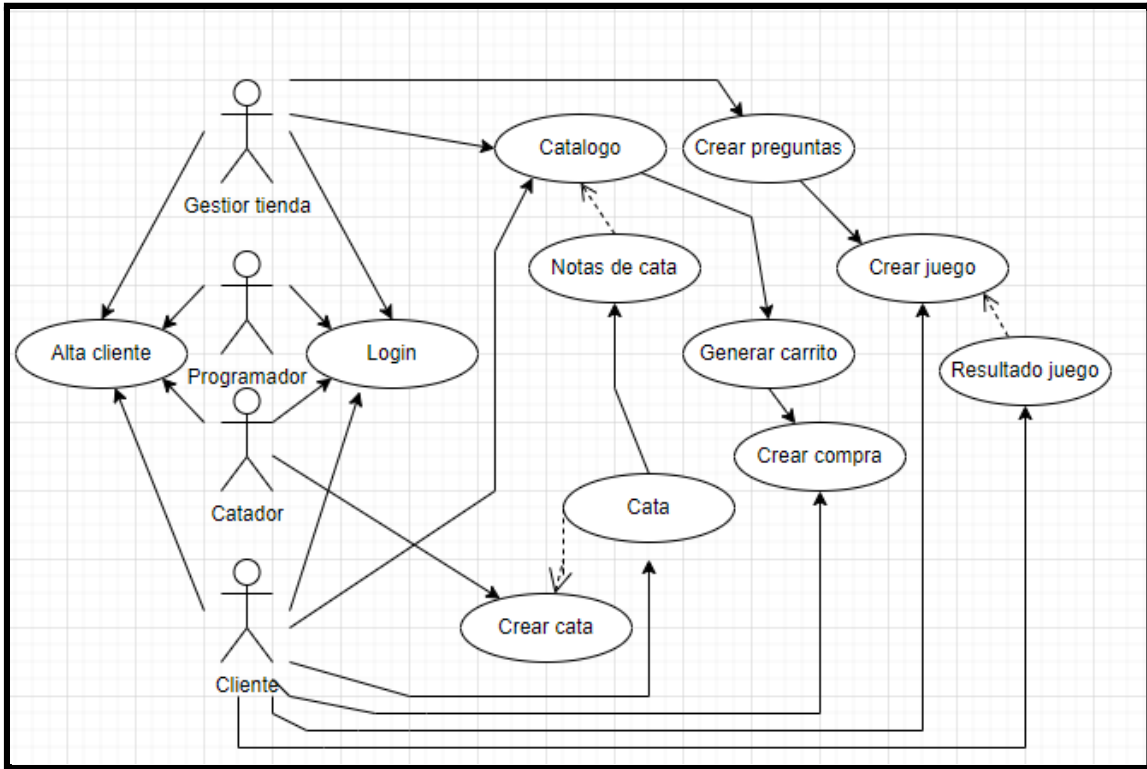 Catalogo
Crear preguntas
Gestior tienda
Notas de cata
Crear juego
Alta cliente
Login
Generar carrito
Programador
Resultado juego
Crear compra
Catador
Cata
Crear cata
Cliente